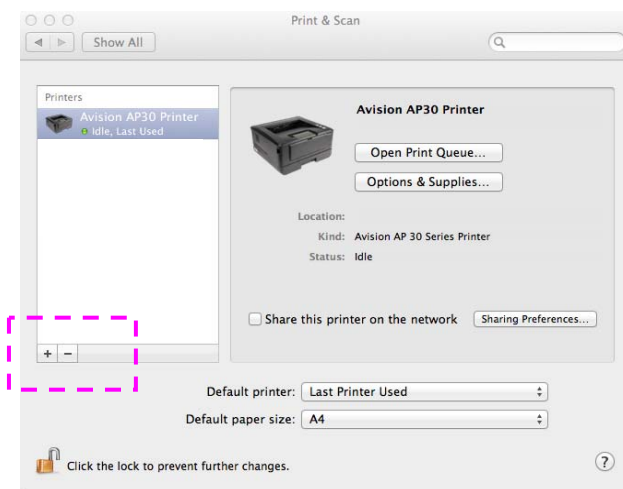 Print & Scan
Show All
Printers
Avision AP30 Printer
Idle, Last Used
Avision AP30 Printer
Open Print Queue...
Options & Supplies...
Location:
Kind: Avision AP 30 Series Printer
Status: Idle
Share this printer on the network Sharing Preferences...
+ −
Default printer: Last Printer Used
Default paper size: A4
Click the lock to prevent further changes. ?